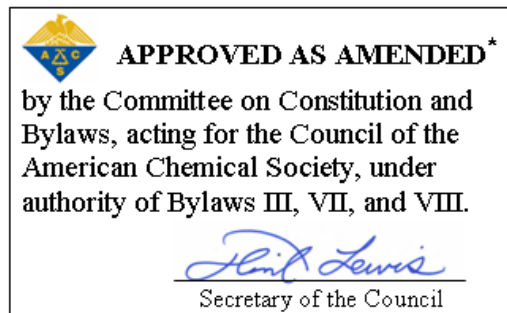 A C S
APPROVED AS AMENDED*
by the Committee on Constitution and
Bylaws, acting for the Council of the
American Chemical Society, under
authority of Bylaws III, VII, and VIII.
Secretary of the Council